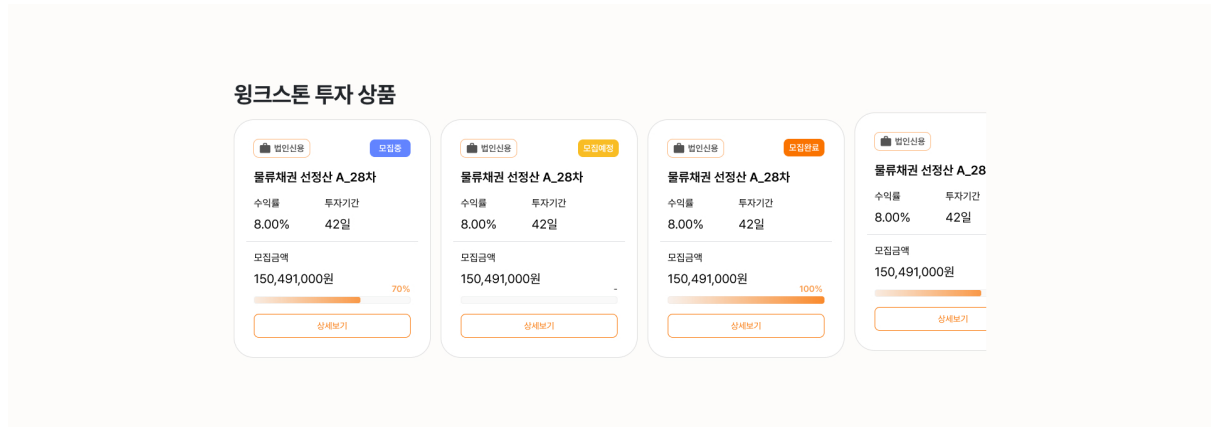 윙크스톤 투자 상품
법인신용 모집중
물류채권 선정산 A_28차
수익률 투자기간
8.00% 42일
모집금액
150,491,000원
70%
상세보기
법인신용 모집예정
물류채권 선정산 A_28차
수익률 투자기간
8.00% 42일
모집금액
150,491,000원
-
상세보기
법인신용 모집완료
물류채권 선정산 A_28차
수익률 투자기간
8.00% 42일
모집금액
150,491,000원
100%
상세보기
법인신용
물류채권 선정산 A_28
수익률 투자기간
8.00% 42일
모집금액
150,491,000원
상세보기